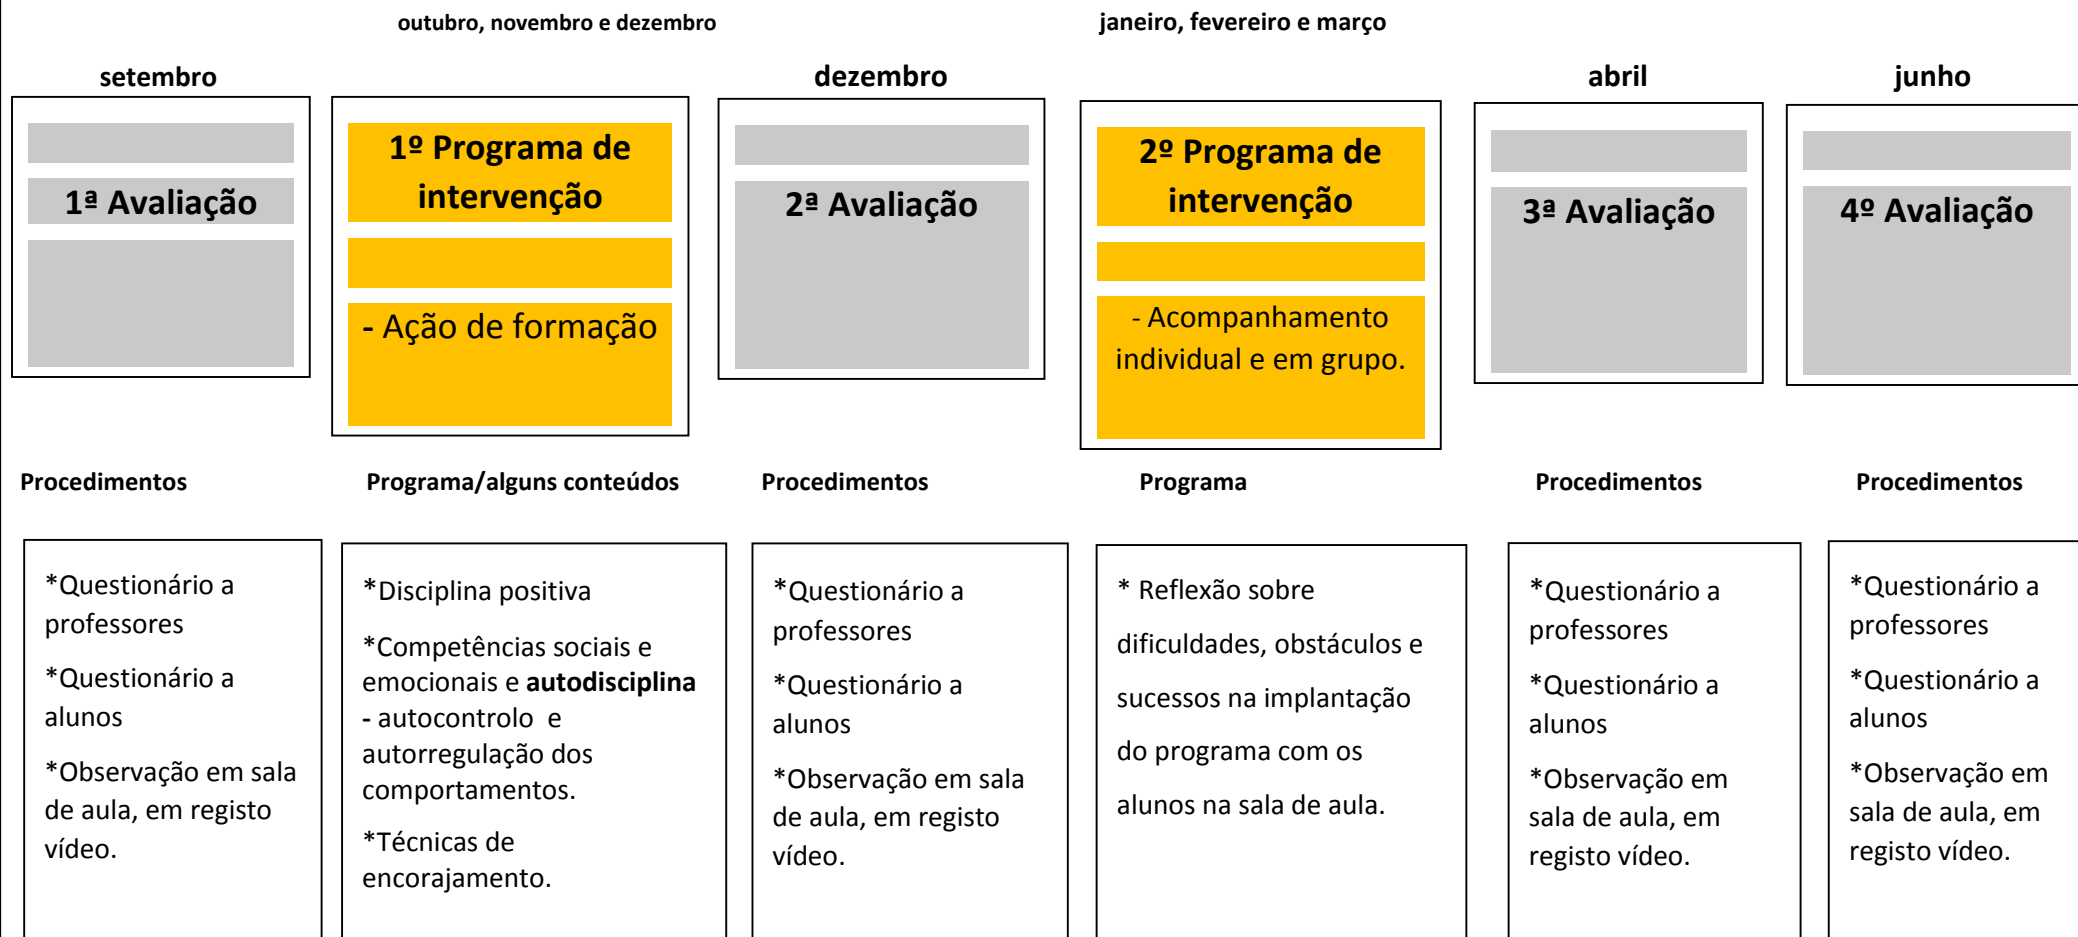 outubro, novembro e dezembro
janeiro, fevereiro e março
setembro
dezembro
abril
junho
1ª Avaliação
1º Programa de
intervenção
- Ação de formação
2ª Avaliação
2º Programa de
intervenção
- Acompanhamento
individual e em grupo.
3ª Avaliação
4º Avaliação
Procedimentos
Programa/alguns conteúdos
Procedimentos
Programa
Procedimentos
Procedimentos
*Questionário a
professores
*Questionário a
alunos
*Observação em sala
de aula, em registo
vídeo.
*Disciplina positiva
*Competências sociais e
emocionais e autodisciplina
- autocontrolo e
autorregulação dos
comportamentos.
*Técnicas de
encorajamento.
*Questionário a
professores
*Questionário a
alunos
*Observação em sala
de aula, em registo
vídeo.
* Reflexão sobre
dificuldades, obstáculos e
sucessos na implantação
do programa com os
alunos na sala de aula.
*Questionário a
professores
*Questionário a
alunos
*Observação em
sala de aula, em
registo vídeo.
*Questionário a
professores
*Questionário a
alunos
*Observação em
sala de aula, em
registo vídeo.